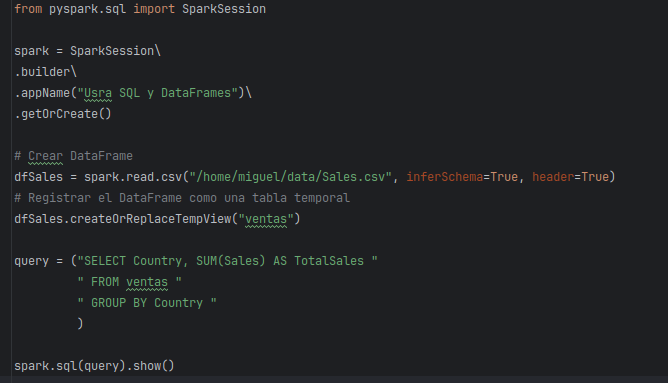 from pyspark.sql import SparkSession
spark = SparkSession\
.builder\
.appName("Usra SQL y DataFrames")\
.getOrCreate()
# Crear DataFrame
dfSales = spark.read.csv("/home/miguel/data/Sales.csv", inferSchema=True, header=True)
# Registrar el DataFrame como una tabla temporal
dfSales.createOrReplaceTempView("ventas")
query = ("SELECT Country, SUM(Sales) AS TotalSales "
" FROM ventas "
" GROUP BY Country "
)
spark.sql(query).show()